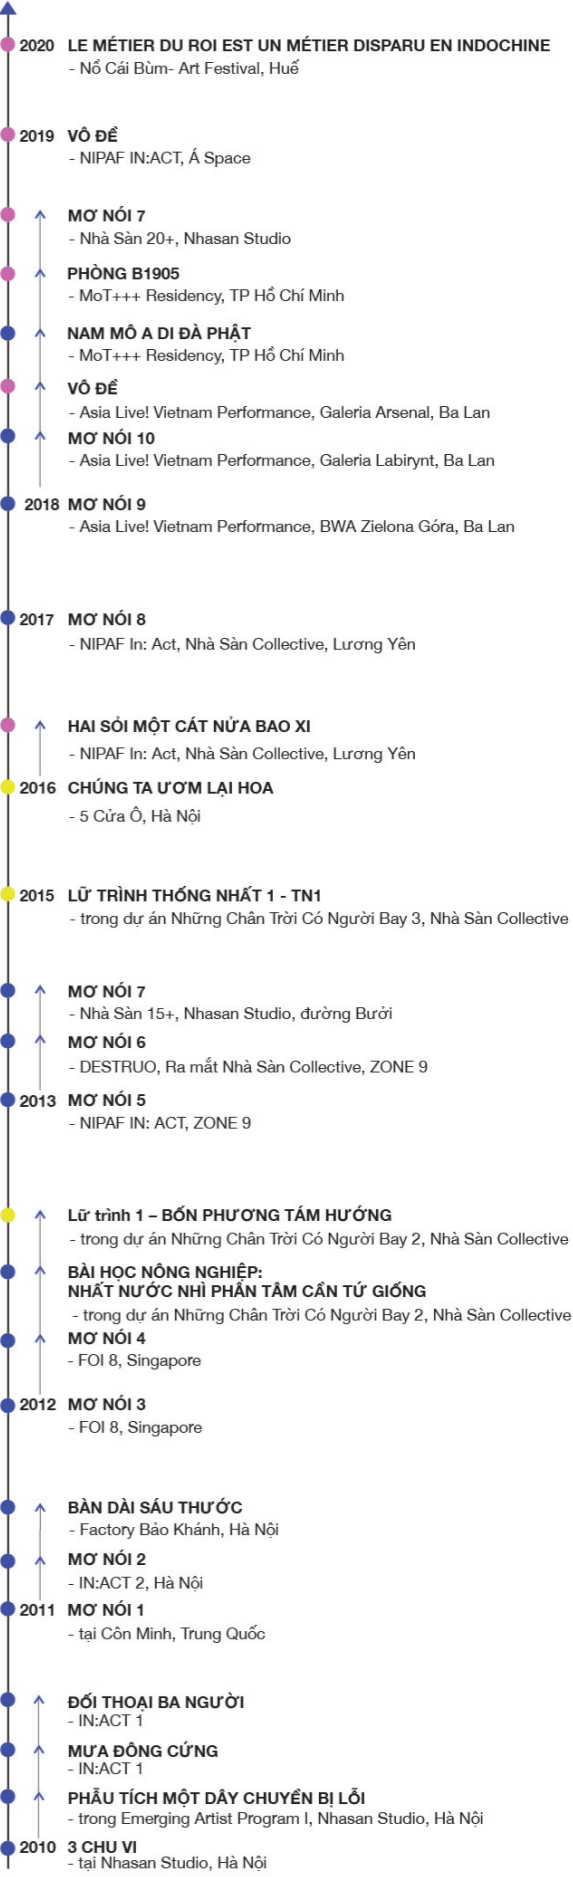 2020 LE MÉTIER DU ROI EST UN MÉTIER DISPARU EN INDOCHINE
- Nổ Cái Bùm- Art Festival, Huế
2019 VÔ ĐỀ
- NIPAF IN:ACT, Á Space
MƠ NÓI 7
- Nhà Sàn 20+, Nhasan Studio
PHÒNG B1905
- MoT+++ Residency, TP Hồ Chí Minh
NAM MÔ A DI ĐÀ PHẬT
- MoT+++ Residency, TP Hồ Chí Minh
VÔ ĐỀ
- Asia Live! Vietnam Performance, Galeria Arsenal, Ba Lan
MƠ NÓI 10
- Asia Live! Vietnam Performance, Galeria Labirynt, Ba Lan
2018 MƠ NÓI 9
- Asia Live! Vietnam Performance, BWA Zielona Góra, Ba Lan
2017 MƠ NÓI 8
- NIPAF In: Act, Nhà Sàn Collective, Lương Yên
HAI SỎI MỘT CÁT NỬA BAO XI
- NIPAF In: Act, Nhà Sàn Collective, Lương Yên
2016 CHÚNG TA ƯƠM LẠI HOA
- 5 Cửa Ô, Hà Nội
2015 LỮ TRÌNH THỐNG NHẤT 1 - TN1
- trong dự án Những Chân Trời Có Người Bay 3, Nhà Sàn Collective
MƠ NÓI 7
- Nhà Sàn 15+, Nhasan Studio, đường Bưởi
MƠ NÓI 6
- DESTRUO, Ra mắt Nhà Sàn Collective, ZONE 9
2013 MƠ NÓI 5
- NIPAF IN: ACT, ZONE 9
Lữ trình 1 – BỐN PHƯƠNG TÁM HƯỚNG
- trong dự án Những Chân Trời Có Người Bay 2, Nhà Sàn Collective
BÀI HỌC NÔNG NGHIỆP:
NHẤT NƯỚC NHÌ PHÂN TÂM CẦN TỨ GIỐNG
- trong dự án Những Chân Trời Có Người Bay 2, Nhà Sàn Collective
MƠ NÓI 4
- FOI 8, Singapore
2012 MƠ NÓI 3
- FOI 8, Singapore
BÀN DÀI SÁU THƯỚC
- Factory Bảo Khánh, Hà Nội
MƠ NÓI 2
- IN:ACT 2, Hà Nội
2011 MƠ NÓI 1
- tại Côn Minh, Trung Quốc
ĐỐI THOẠI BA NGƯỜI
- IN:ACT 1
MƯA ĐÔNG CỨNG
- IN:ACT 1
PHẪU TÍCH MỘT DÂY CHUYỀN BỊ LỖI
- trong Emerging Artist Program I, Nhasan Studio, Hà Nội
2010 3 CHU VI
- tại Nhasan Studio, Hà Nội